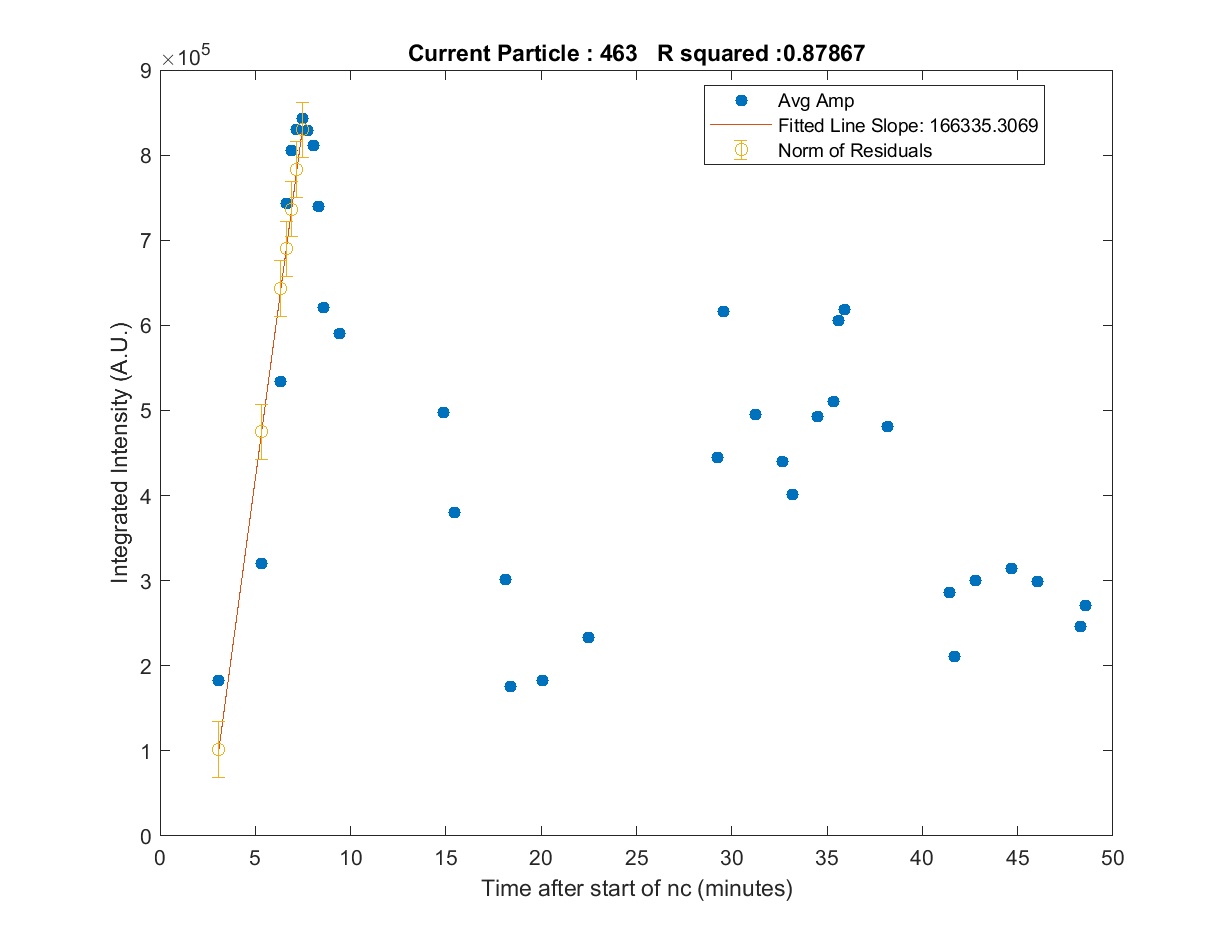 Current Particle : 463   R squared :0.87867
×10^5
9
8
7
6
5
4
3
2
1
0
Integrated Intensity (A.U.)
Avg Amp
Fitted Line Slope: 166335.3069
Norm of Residuals
0 5 10 15 20 25 30 35 40 45 50
Time after start of nc (minutes)